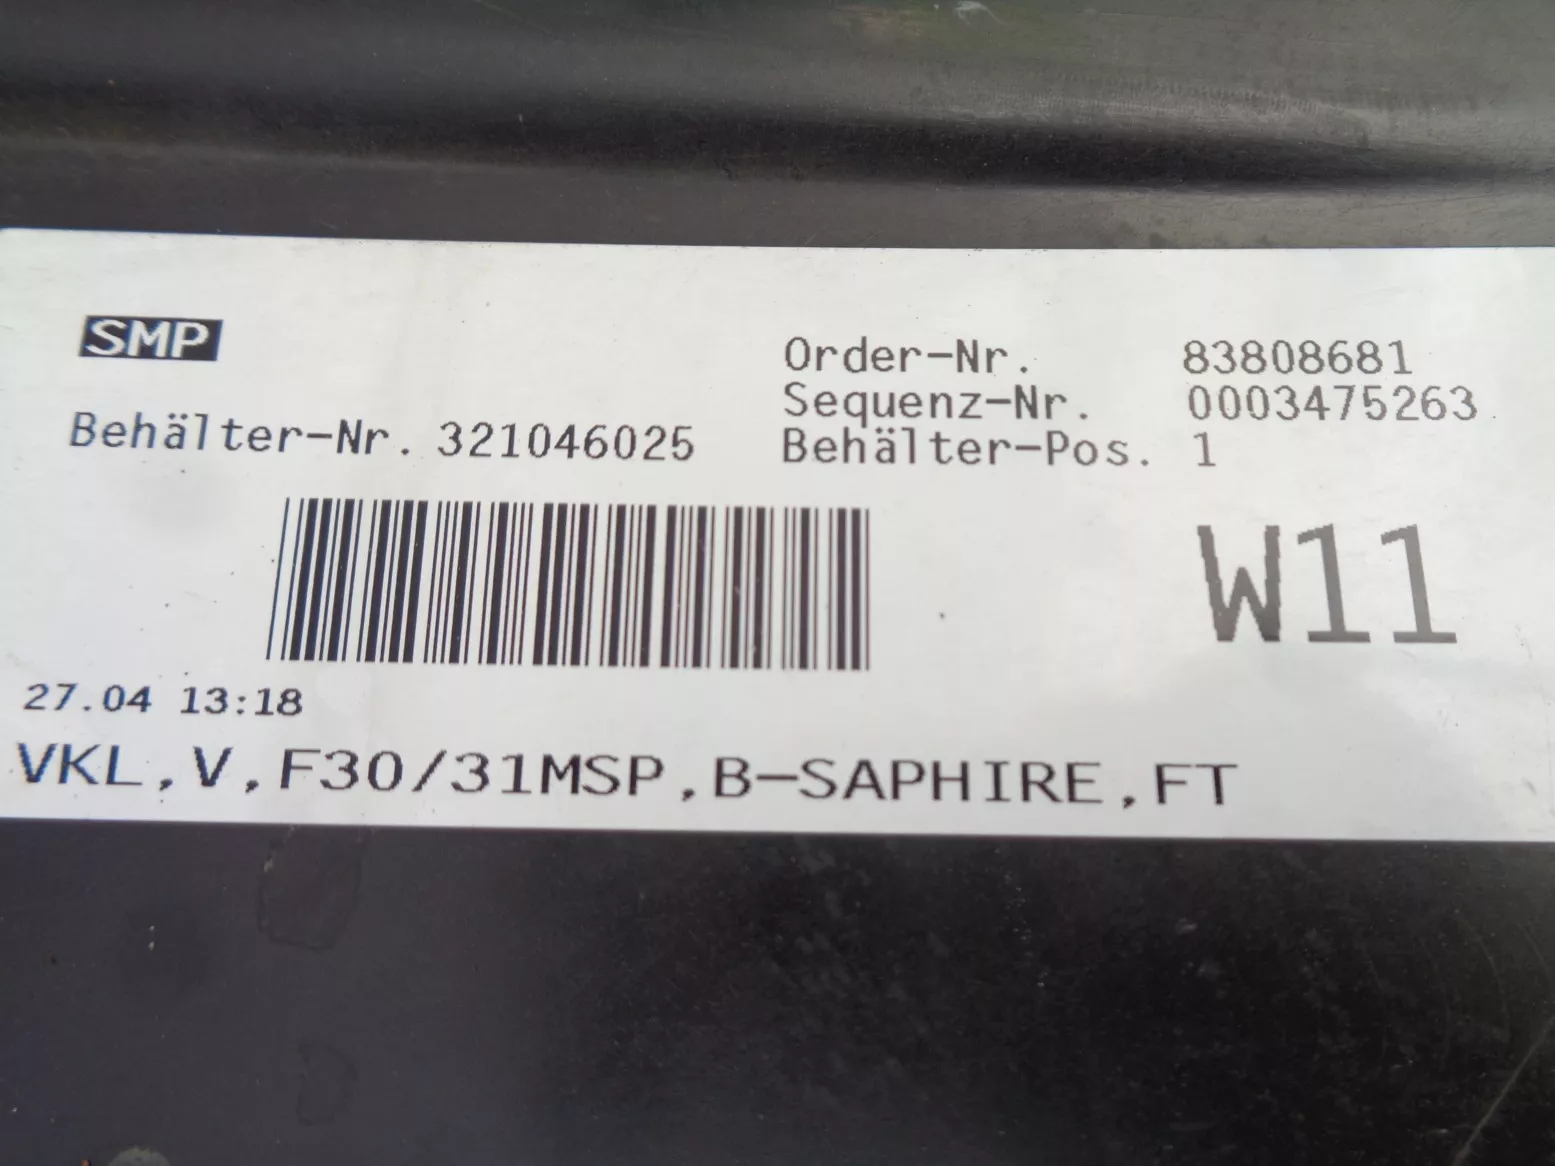 SMP
Order-Nr. 83808681
Sequenz-Nr. 0003475263
Behälter-Nr. 321046025
Behälter-Pos. 1
W11
27.04 13:18
VKL,V,F30/31MSP,B-SAPHIRE,FT